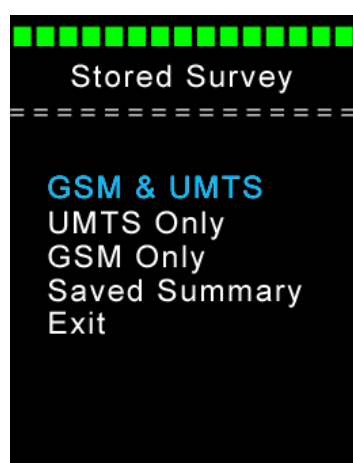 Stored Survey
===============
GSM & UMTS
UMTS Only
GSM Only
Saved Summary
Exit